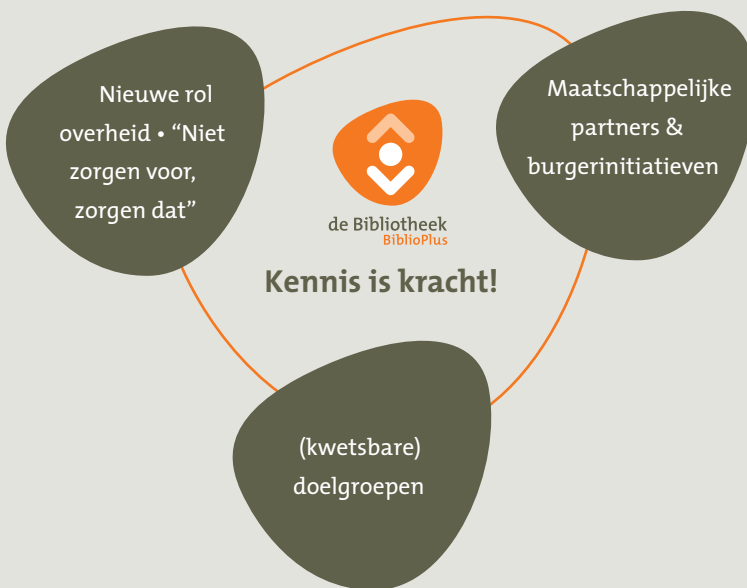 Nieuwe rol
overheid • “Niet
zorgen voor,
zorgen dat”
Maatschappelijke
partners &
burgerinitiatieven
de Bibliotheek
BiblioPlus
Kennis is kracht!
(kwetsbare)
doelgroepen